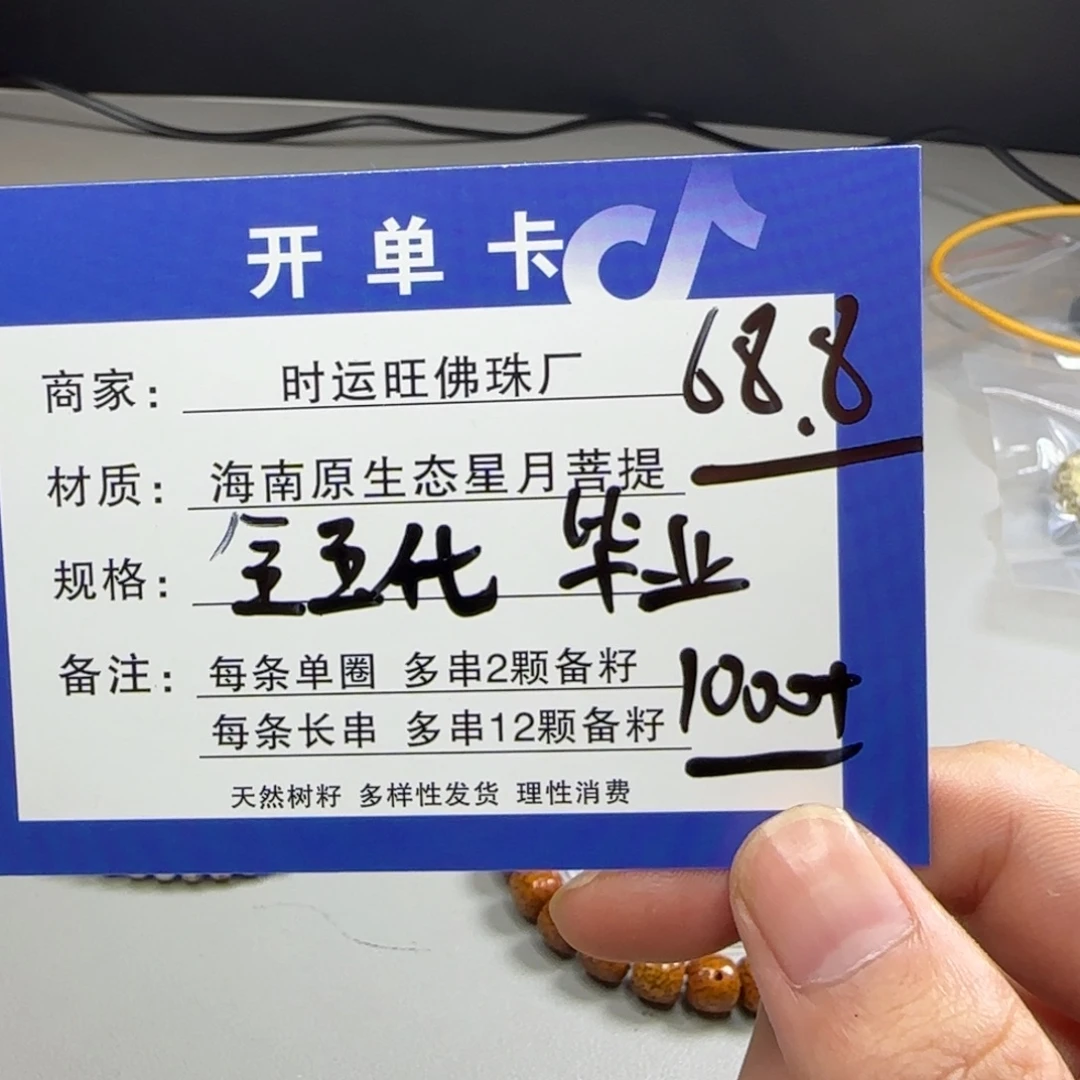 开单卡
商家： 时运旺佛珠厂 68.8
材质： 海南原生态星月菩提
规格： 全五代 毕业
备注： 每条单圈 多串2颗备籽
每条长串 多串12颗备籽 1000+
天然树籽 多样性发货 理性消费